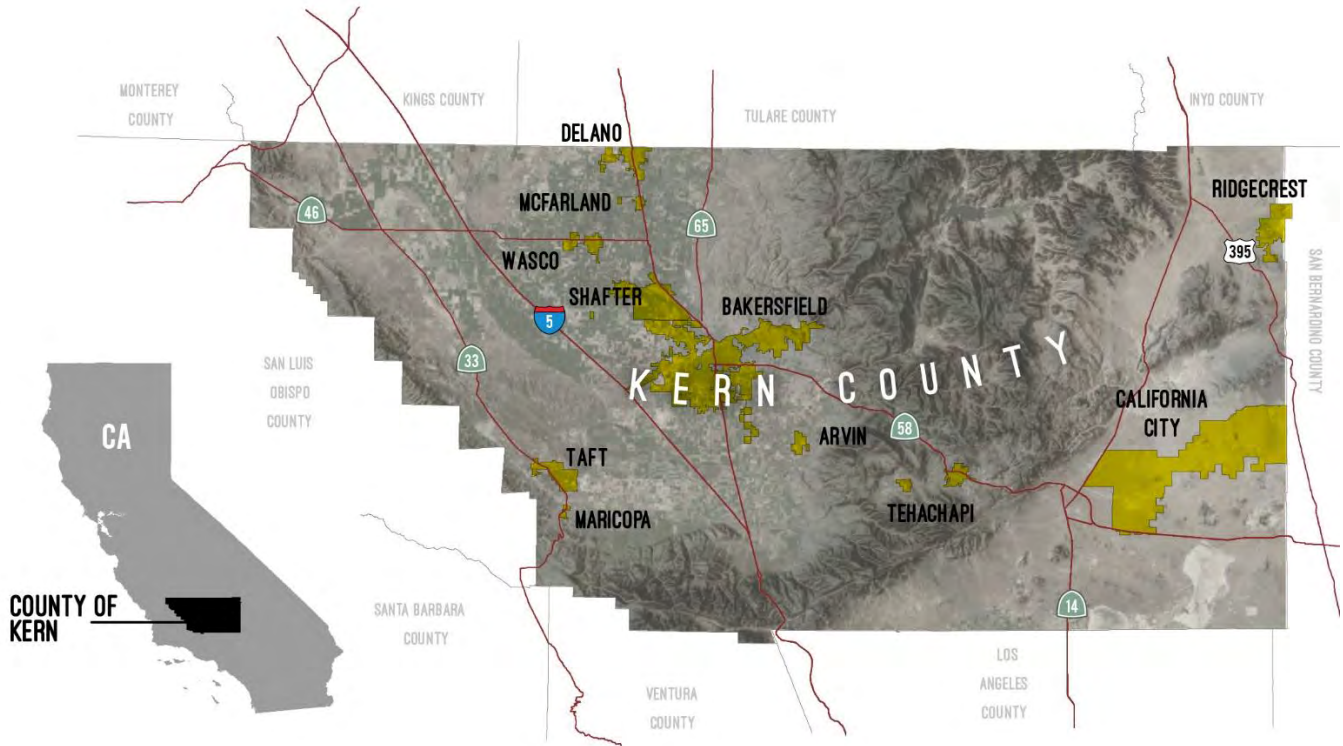 MONTEREY
COUNTY
KINGS COUNTY
TULARE COUNTY
INYO COUNTY
DELANO
MCFARLAND
RIDGECREST
46
65
395
WASCO
SHAFTER
5
BAKERSFIELD
SAN BERNARDINO COUNTY
33
KERN COUNTY
SAN LUIS
OBISPO
COUNTY
CALIFORNIA
CITY
CA
58
ARVIN
TAFT
TEHACHAPI
MARICOPA
COUNTY OF
KERN
SANTA BARBARA
COUNTY
14
LOS
ANGELES
COUNTY
VENTURA
COUNTY